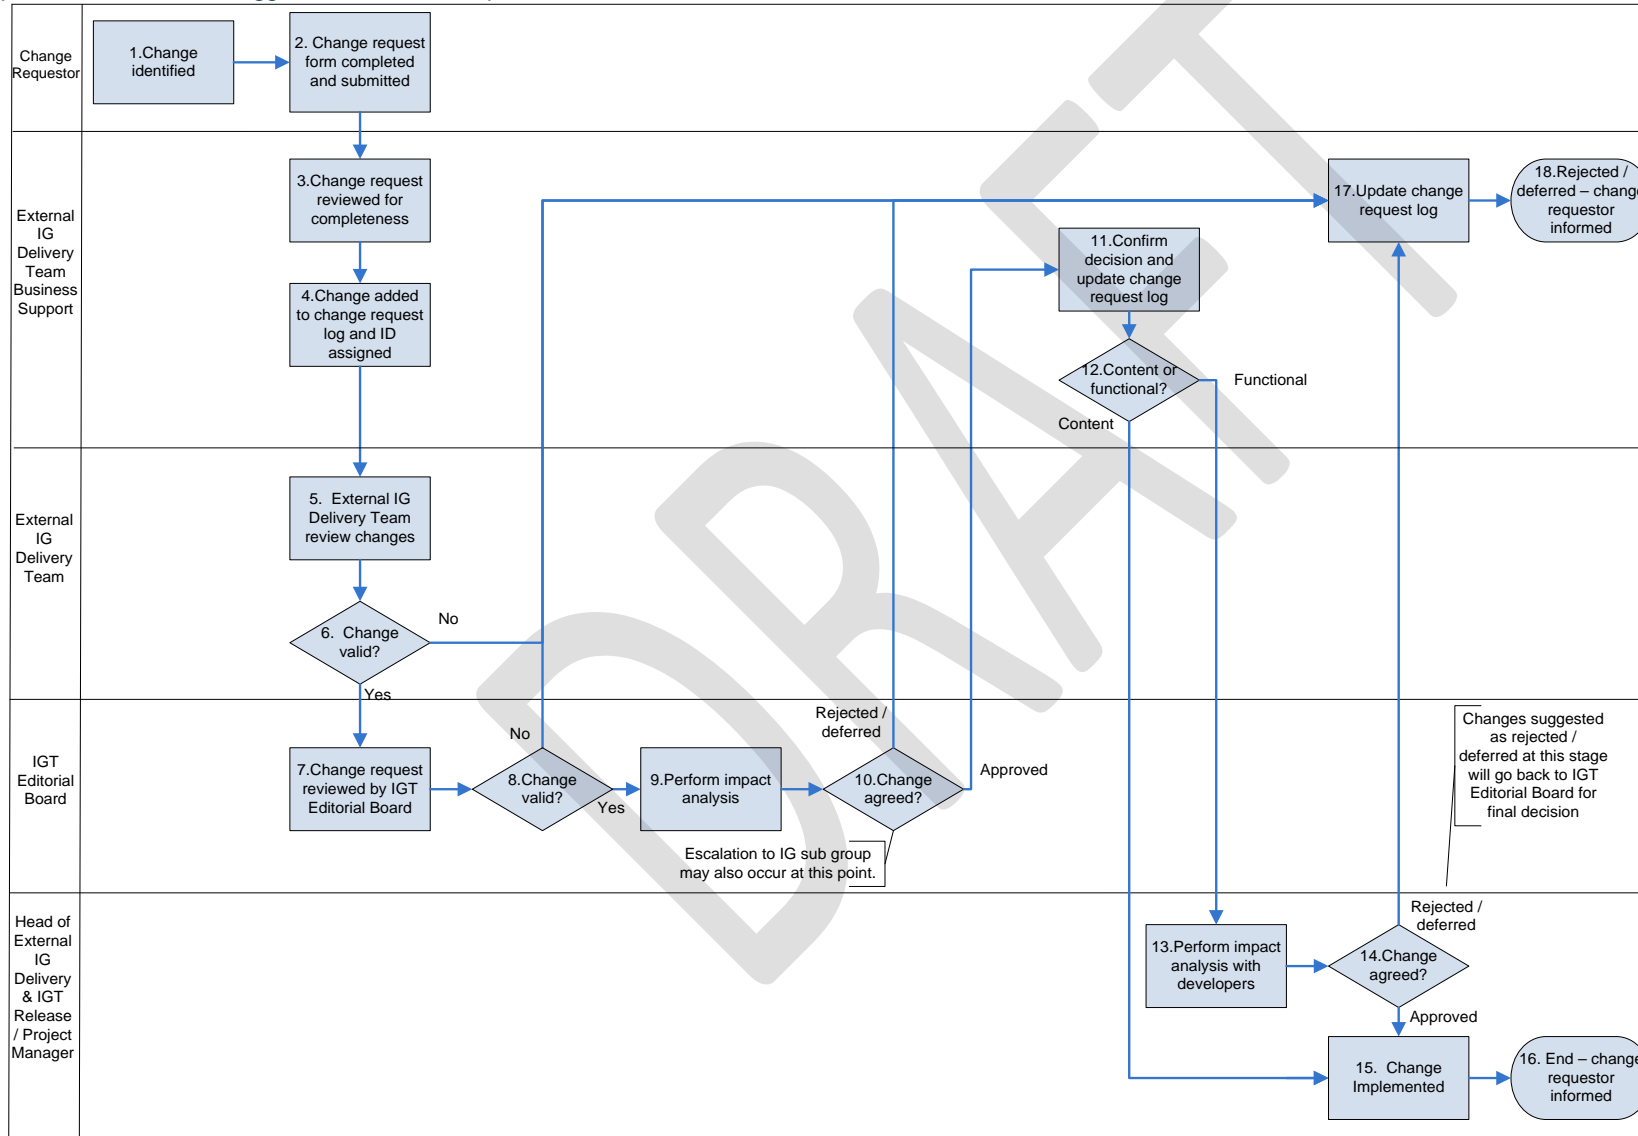 Change
Requestor
1.Change
identified
2. Change request
form completed
and submitted
External
IG
Delivery
Team
Business
Support
3.Change request
reviewed for
completeness
4.Change added
to change request
log and ID
assigned
11.Confirm
decision and
update change
request log
12.Content or
functional?
Functional
Content
17.Update change
request log
18.Rejected /
deferred – change
requestor
informed
External
IG
Delivery
Team
5. External IG
Delivery Team
review changes
6. Change
valid?
No
Yes
IGT
Editorial
Board
7.Change request
reviewed by IGT
Editorial Board
No
8.Change
valid?
Yes
9.Perform impact
analysis
Rejected /
deferred
10.Change
agreed?
Approved
Escalation to IG sub group
may also occur at this point.
Changes suggested
as rejected /
deferred at this stage
will go back to IGT
Editorial Board for
final decision
Head of
External
IG
Delivery
& IGT
Release
/ Project
Manager
13.Perform impact
analysis with
developers
Rejected /
deferred
14.Change
agreed?
Approved
15. Change
Implemented
16. End – change
requestor
informed
DRAFT